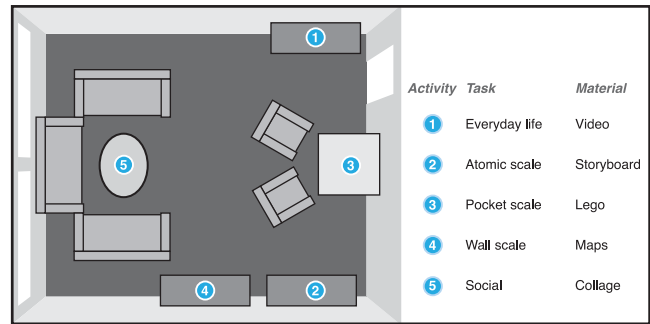 1
5
3
4
2
Activity Task Material
1 Everyday life Video
2 Atomic scale Storyboard
3 Pocket scale Lego
4 Wall scale Maps
5 Social Collage